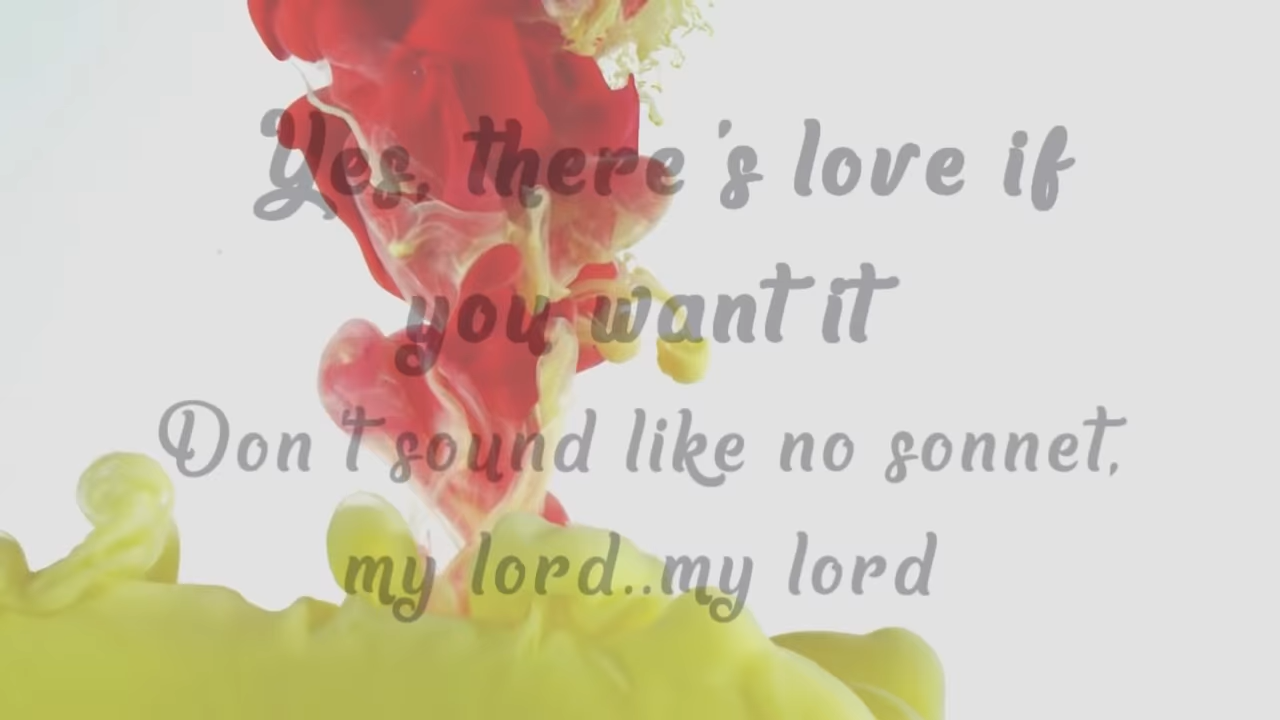 Yes, there's love if
you want it
Don't sound like no sonnet,
my lord..my lord